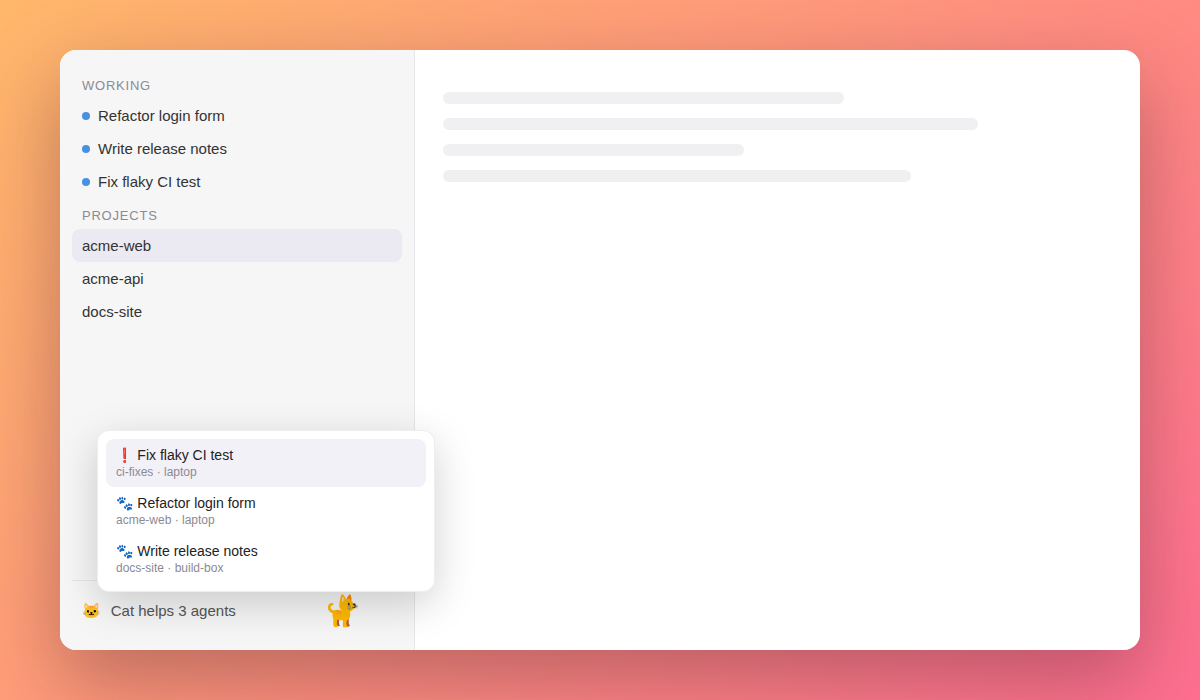 WORKING
Refactor login form
Write release notes
Fix flaky CI test
PROJECTS
acme-web
acme-api
docs-site
❗ Fix flaky CI test
ci-fixes · laptop
🐾 Refactor login form
acme-web · laptop
🐾 Write release notes
docs-site · build-box
🐱 Cat helps 3 agents